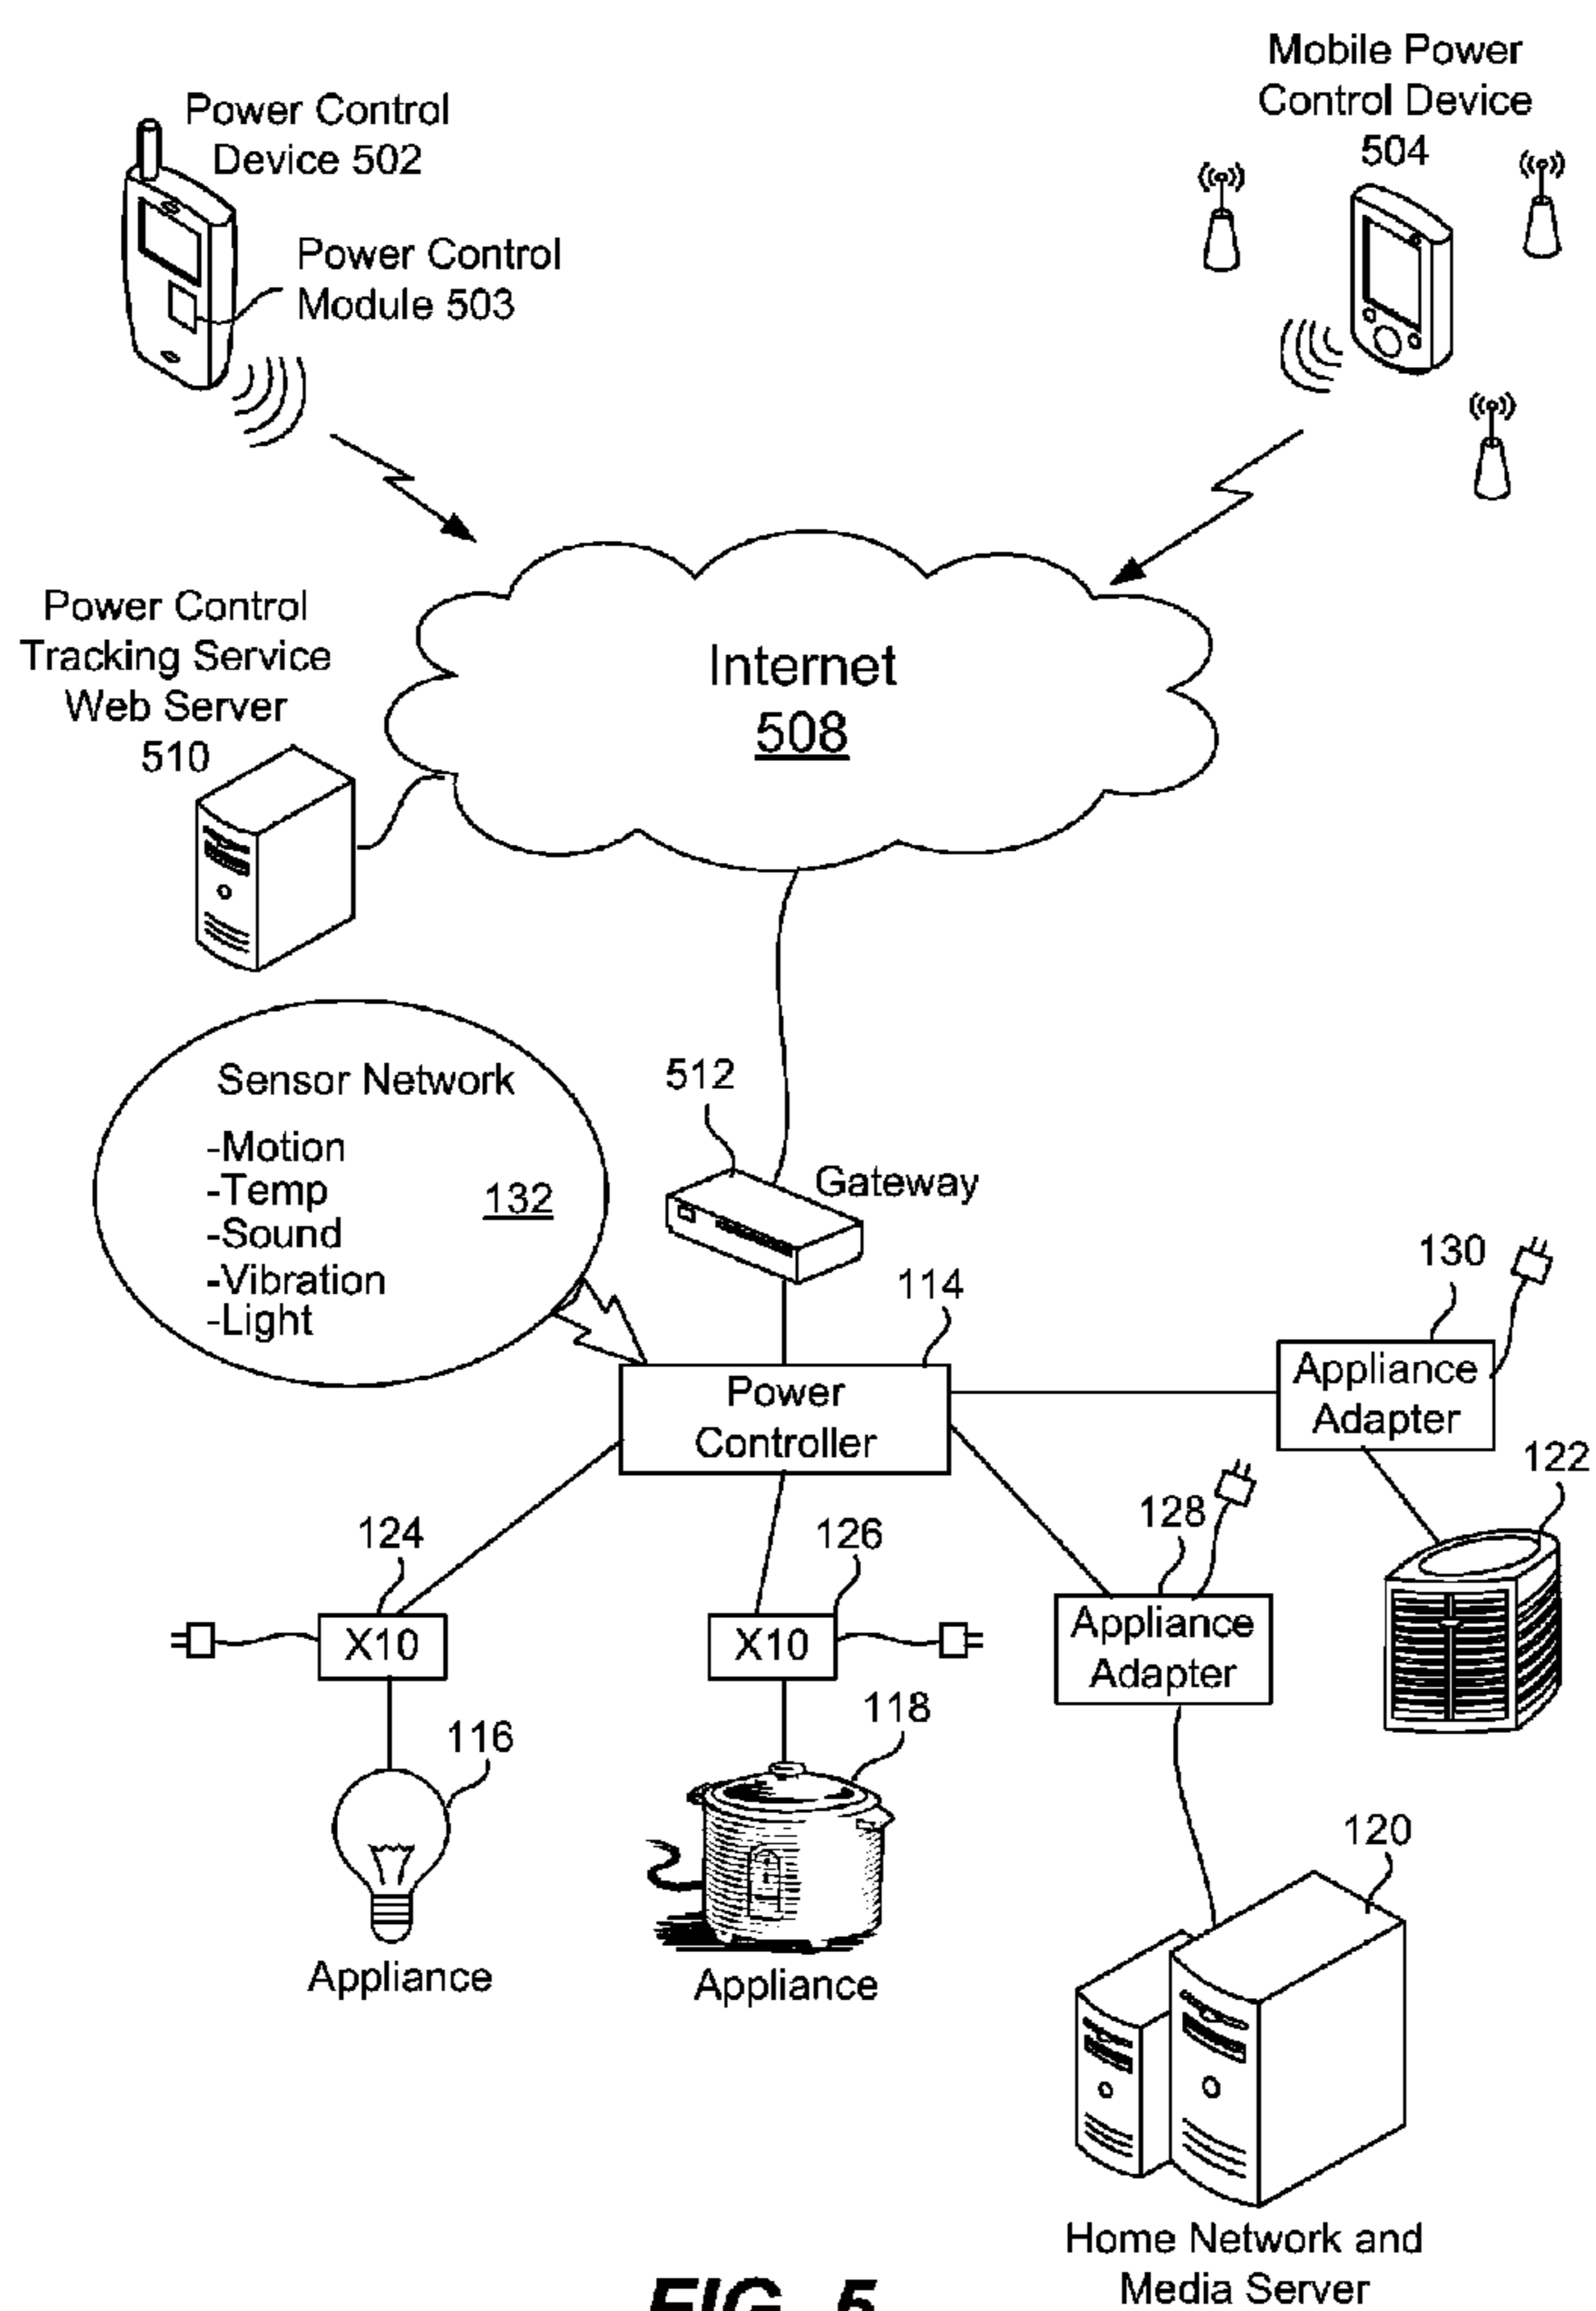 Power Control
Device 502
Power Control
Module 503
Mobile Power
Control Device
504
Internet
508
Power Control
Tracking Service
Web Server
510
Sensor Network
-Motion
-Temp
-Sound
-Vibration
-Light
132
512
Gateway
114
Power
Controller
130
Appliance
Adapter
122
124
X10
126
X10
128
Appliance
Adapter
116
Appliance
118
Appliance
120
Home Network and
Media Server
FIG. 5